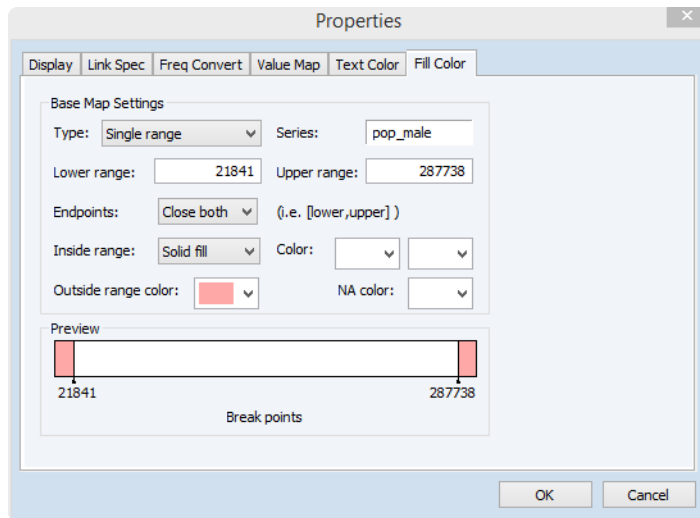 Properties
Display Link Spec Freq Convert Value Map Text Color Fill Color
Base Map Settings
Type: Single range Series: pop_male
Lower range: 21841 Upper range: 287738
Endpoints: Close both (i.e. [lower,upper] )
Inside range: Solid fill Color:
Outside range color: NA color:
Preview
21841 287738
Break points
OK Cancel